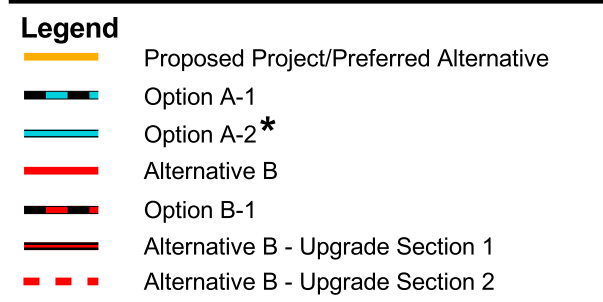 Legend
Proposed Project/Preferred Alternative
Option A-1
Option A-2*
Alternative B
Option B-1
Alternative B - Upgrade Section 1
Alternative B - Upgrade Section 2